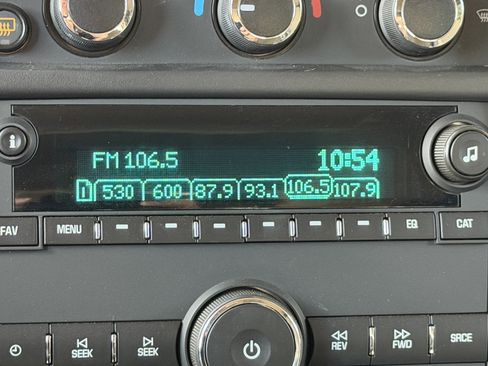 FM 106.5 10:54
1 530 600 87.9 93.1 106.5 107.9
FAV MENU EQ CAT
SEEK SEEK REV FWD SRCE